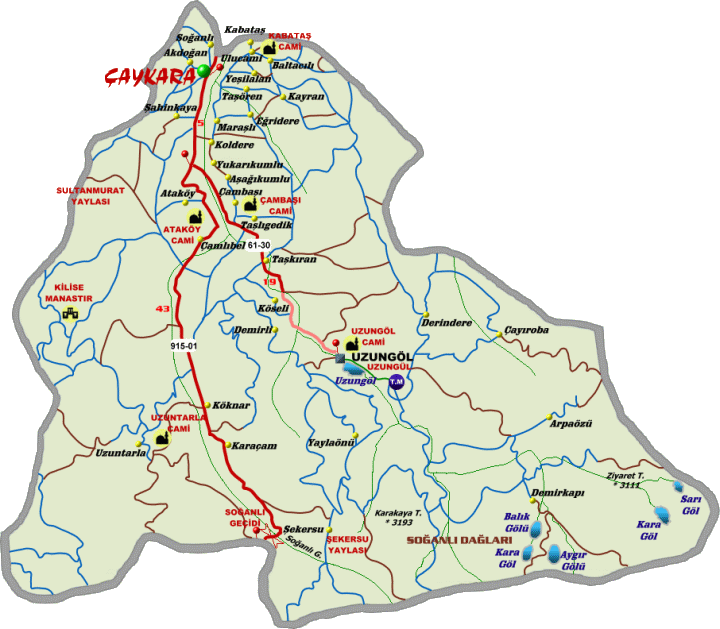 Soğanlı
Kabataş
KABATAŞ
CAMİ
Akdoğan
Ulucami
Baltacılı
ÇAYKARA
Yeşilalan
Taşören
Kayran
Şahinkaya
5
Maraşlı
Eğridere
Koldere
Yukarıkumlu
Aşağıkumlu
SULTANMURAT
YAYLASI
Ataköy
Çambaşı
ÇAMBAŞI
CAMİ
ATAKÖY
CAMİ
Taşlıgedik
Çamlıbel
61-30
Taşkıran
19
KİLİSE
MANASTIR
43
Köseli
Derindere
Demirli
Çayıroba
UZUNGÖL
CAMİ
915-01
UZUNGÖL
UZUNGÜL
Uzungöl
T.M
Köknar
UZUNTARLA
CAMİ
Arpaözü
Uzuntarla
Karaçam
Yaylaönü
Ziyaret T.
* 3111
Demirkapı
Sarı
Göl
SOĞANLI
GEÇİDİ
Karakaya T.
* 3193
Balık
Gölü
Kara
Göl
Şekersu
Soğanlı G.
ŞEKERSU
YAYLASI
SOĞANLI DAĞLARI
Kara
Göl
Aygır
Gölü